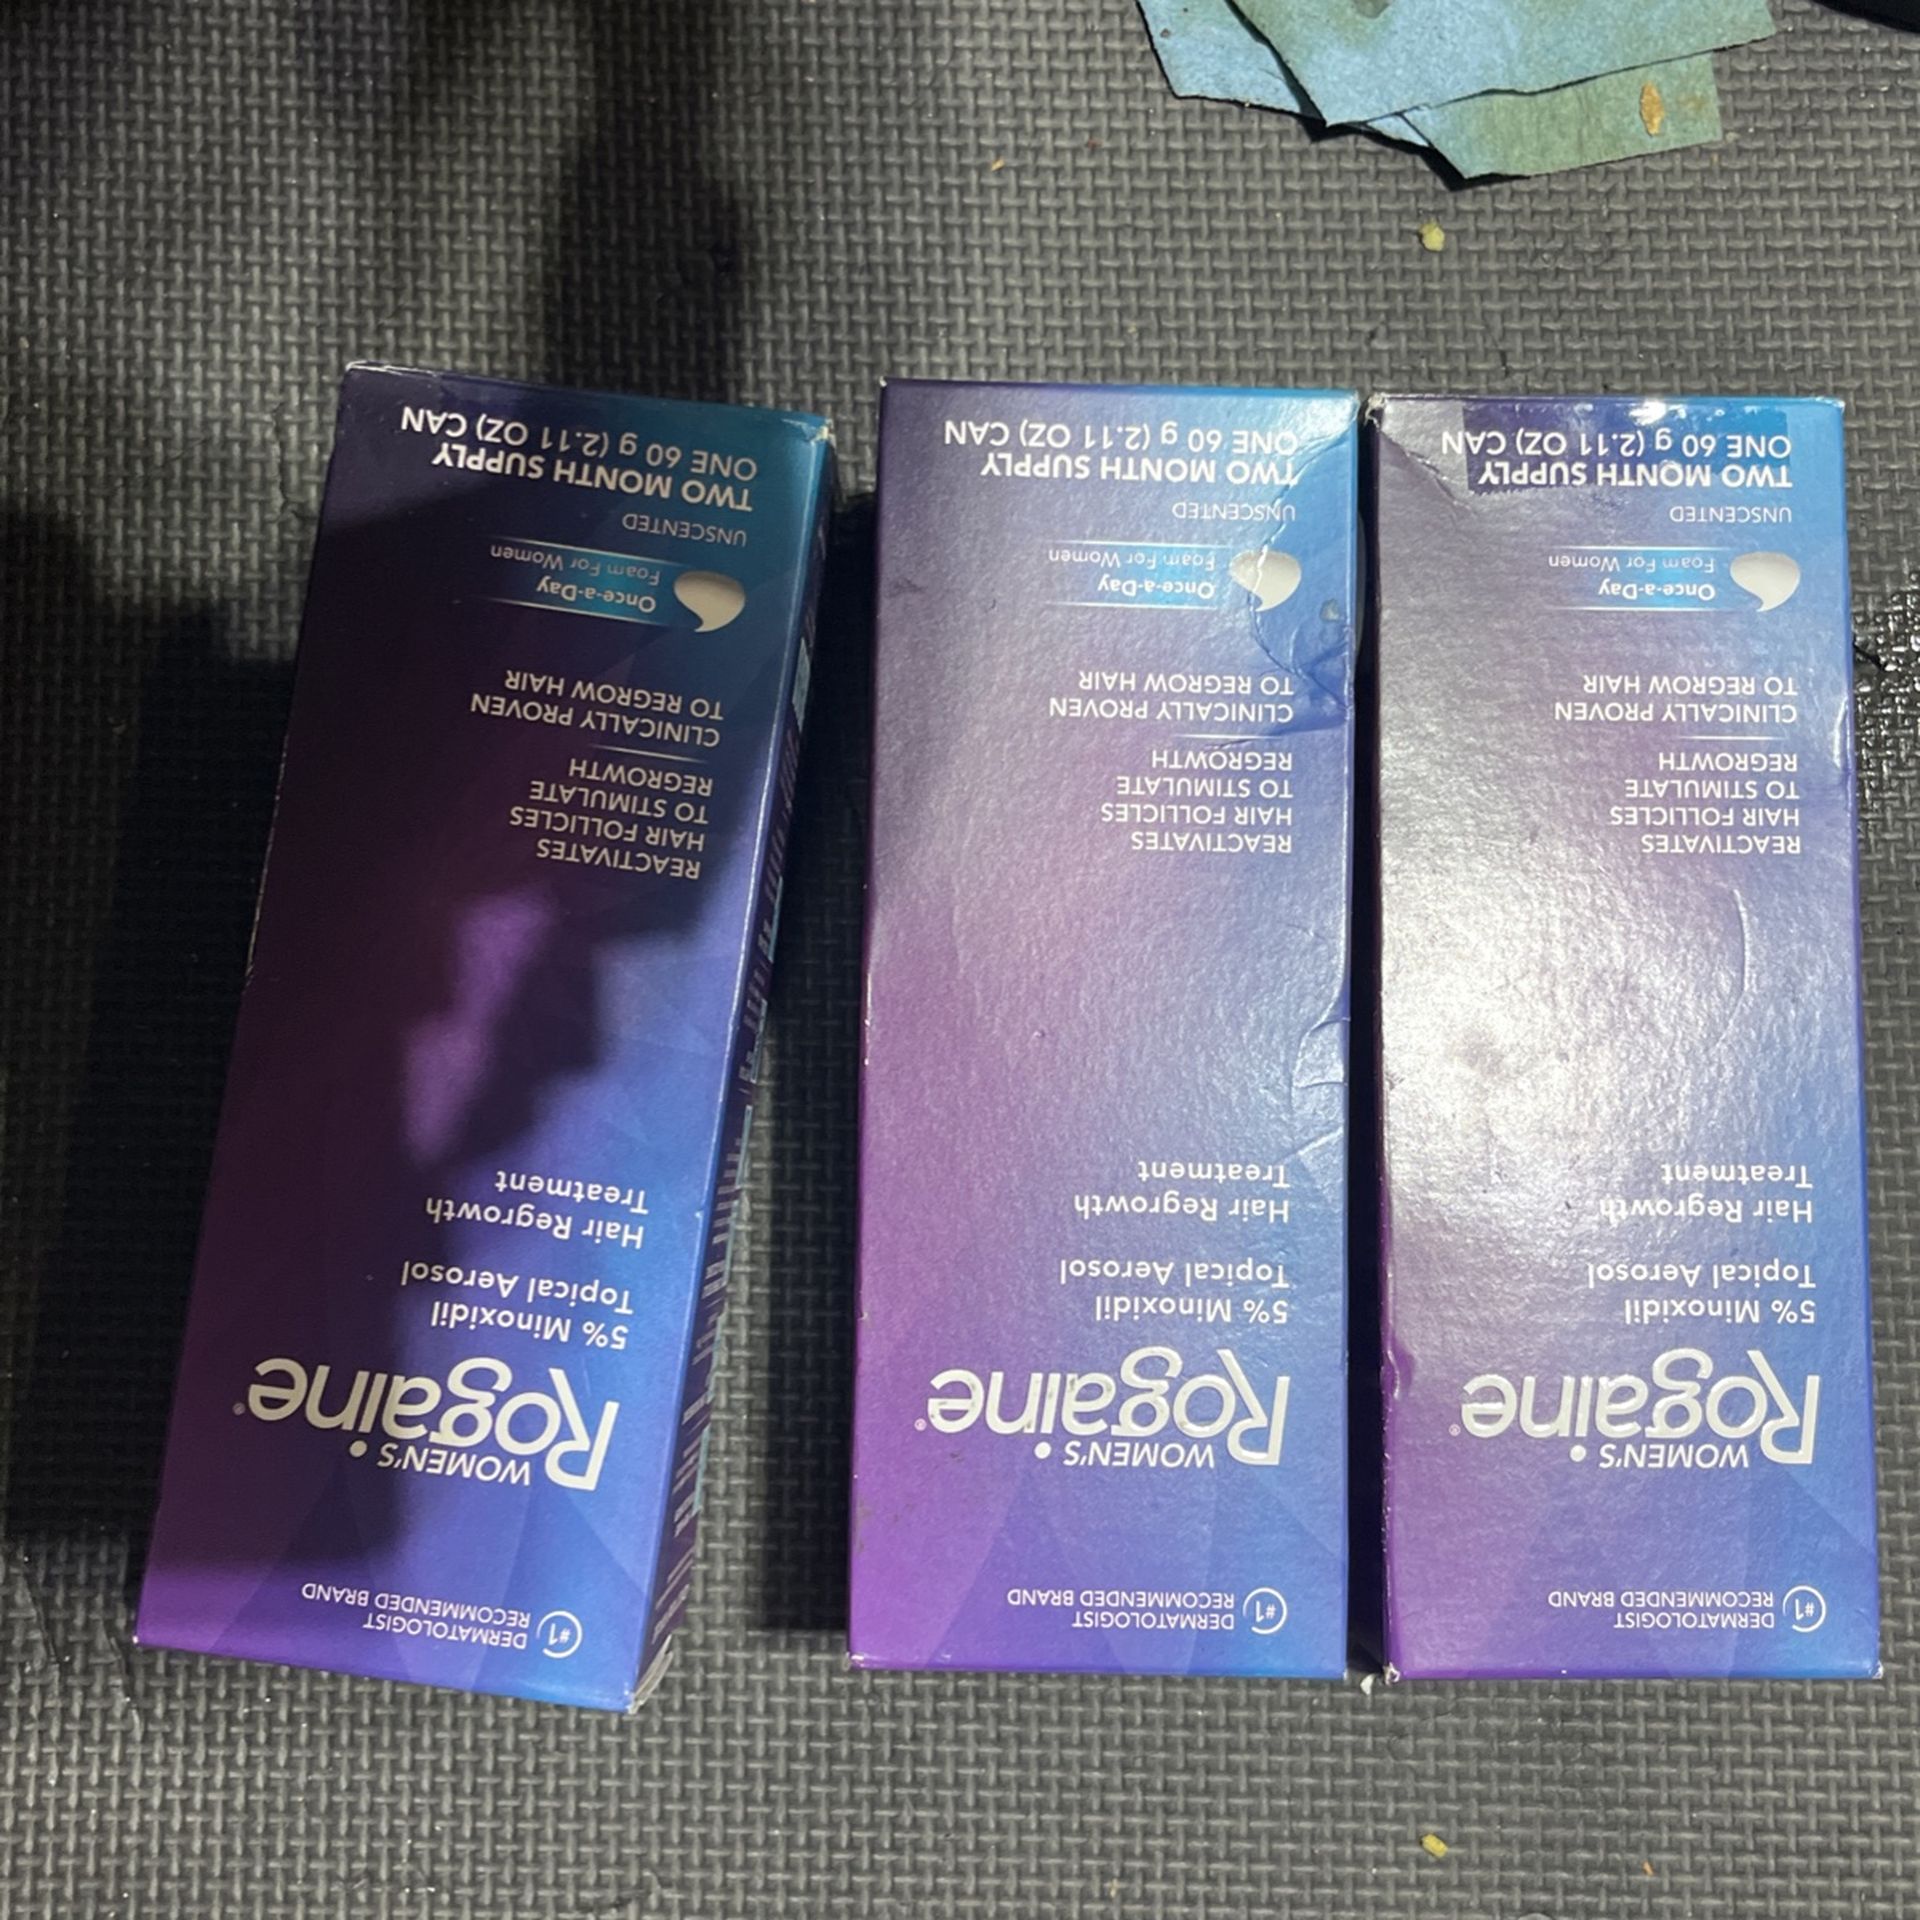 #1 DERMATOLOGIST
RECOMMENDED BRAND
WOMEN'S
Rogaine®
5% Minoxidil
Topical Aerosol
Hair Regrowth
Treatment
REACTIVATES
HAIR FOLLICLES
TO STIMULATE
REGROWTH
CLINICALLY PROVEN
TO REGROW HAIR
Once-a-Day
Foam For Women
UNSCENTED
TWO MONTH SUPPLY
ONE 60 g (2.11 OZ) CAN
#1 DERMATOLOGIST
RECOMMENDED BRAND
WOMEN'S
Rogaine®
5% Minoxidil
Topical Aerosol
Hair Regrowth
Treatment
REACTIVATES
HAIR FOLLICLES
TO STIMULATE
REGROWTH
CLINICALLY PROVEN
TO REGROW HAIR
Once-a-Day
Foam For Women
UNSCENTED
TWO MONTH SUPPLY
ONE 60 g (2.11 OZ) CAN
#1 DERMATOLOGIST
RECOMMENDED BRAND
WOMEN'S
Rogaine®
5% Minoxidil
Topical Aerosol
Hair Regrowth
Treatment
REACTIVATES
HAIR FOLLICLES
TO STIMULATE
REGROWTH
CLINICALLY PROVEN
TO REGROW HAIR
Once-a-Day
Foam For Women
UNSCENTED
TWO MONTH SUPPLY
ONE 60 g (2.11 OZ) CAN